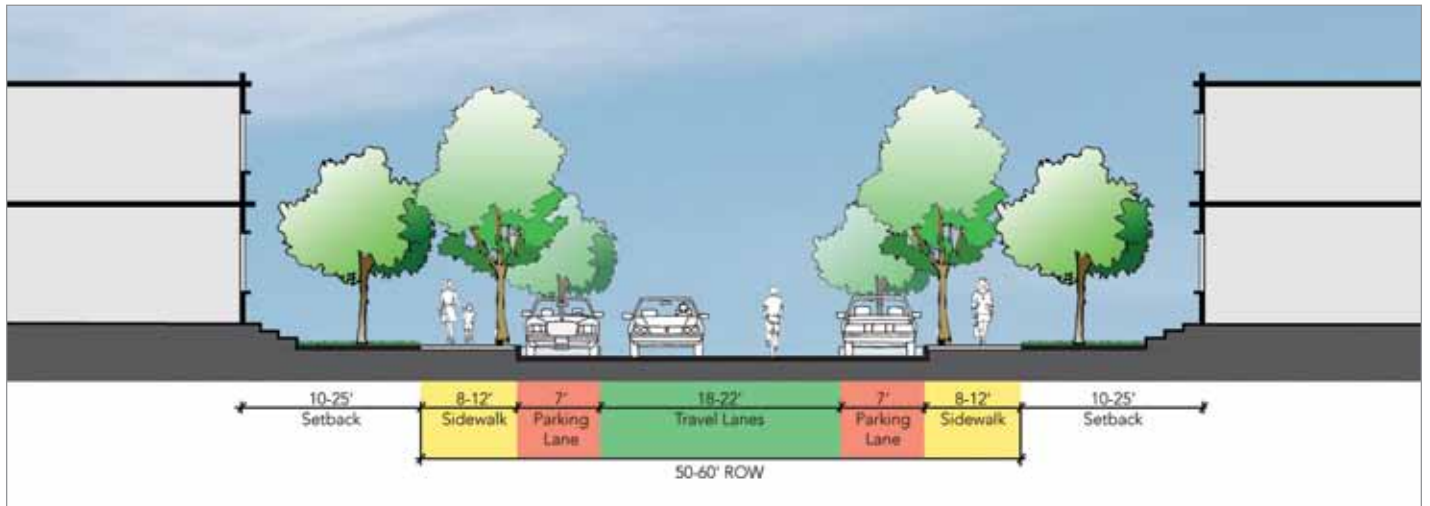 10-25'
Setback
8-12'
Sidewalk
7'
Parking
Lane
18-22'
Travel Lanes
7'
Parking
Lane
8-12'
Sidewalk
10-25'
Setback
50-60' ROW